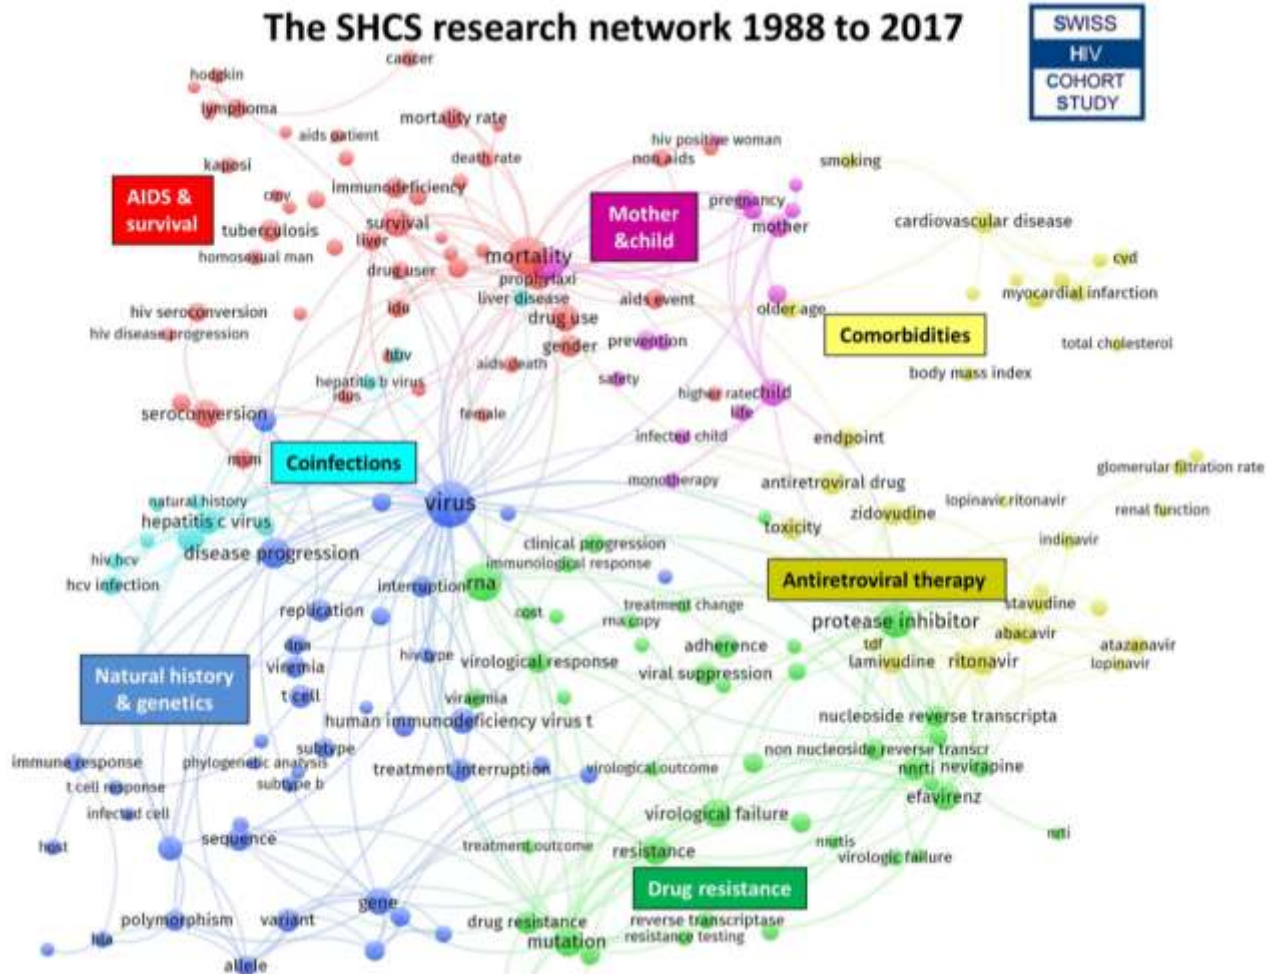 The SHCS research network 1988 to 2017
SWISS
HIV
COHORT
STUDY
cancer
hodgkin
lymphoma
mortality rate
aids patient
hiv positive woman
death rate
non aids
smoking
kaposi
AIDS &
survival
immunodeficiency
cmv
pregnancy
Mother
&child
survival
cardiovascular disease
tuberculosis
mother
liver
homosexual man
mortality
cvd
drug user
prophylaxi
liver disease
aids event
myocardial infarction
idu
older age
hiv seroconversion
drug use
hiv disease progression
Comorbidities
gender
prevention
total cholesterol
hbv
aids death
body mass index
hepatitis b virus
safety
idus
higher rate
child
seroconversion
female
life
infected child
endpoint
msm
Coinfections
glomerular filtration rate
monotherapy
antiretroviral drug
natural history
virus
lopinavir ritonavir
renal function
zidovudine
hepatitis c virus
toxicity
disease progression
clinical progression
indinavir
hiv hcv
immunological response
hcv infection
interruption
rna
Antiretroviral therapy
replication
cost
treatment change
stavudine
rna copy
protease inhibitor
abacavir
dna
adherence
tdf
atazanavir
hiv type
virological response
lamivudine
ritonavir
lopinavir
viremia
viral suppression
Natural history
& genetics
t cell
viraemia
human immunodeficiency virus t
nucleoside reverse transcripta
subtype
non nucleoside reverse transcr
immune response
phylogenetic analysis
treatment interruption
virological outcome
nnrti
nevirapine
t cell response
subtype b
efavirenz
infected cell
virological failure
sequence
nrti
host
treatment outcome
resistance
nnrtis
virologic failure
Drug resistance
gene
polymorphism
variant
drug resistance
reverse transcriptase
hla
mutation
resistance testing
allele